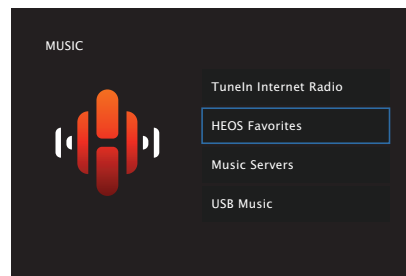 MUSIC
TuneIn Internet Radio
HEOS Favorites
Music Servers
USB Music